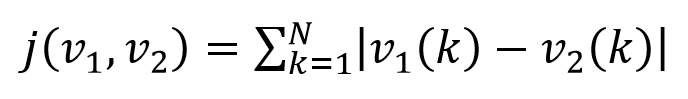 j(v₁, v₂) = ∑ᴺₖ₌₁|v₁(k) − v₂(k)|